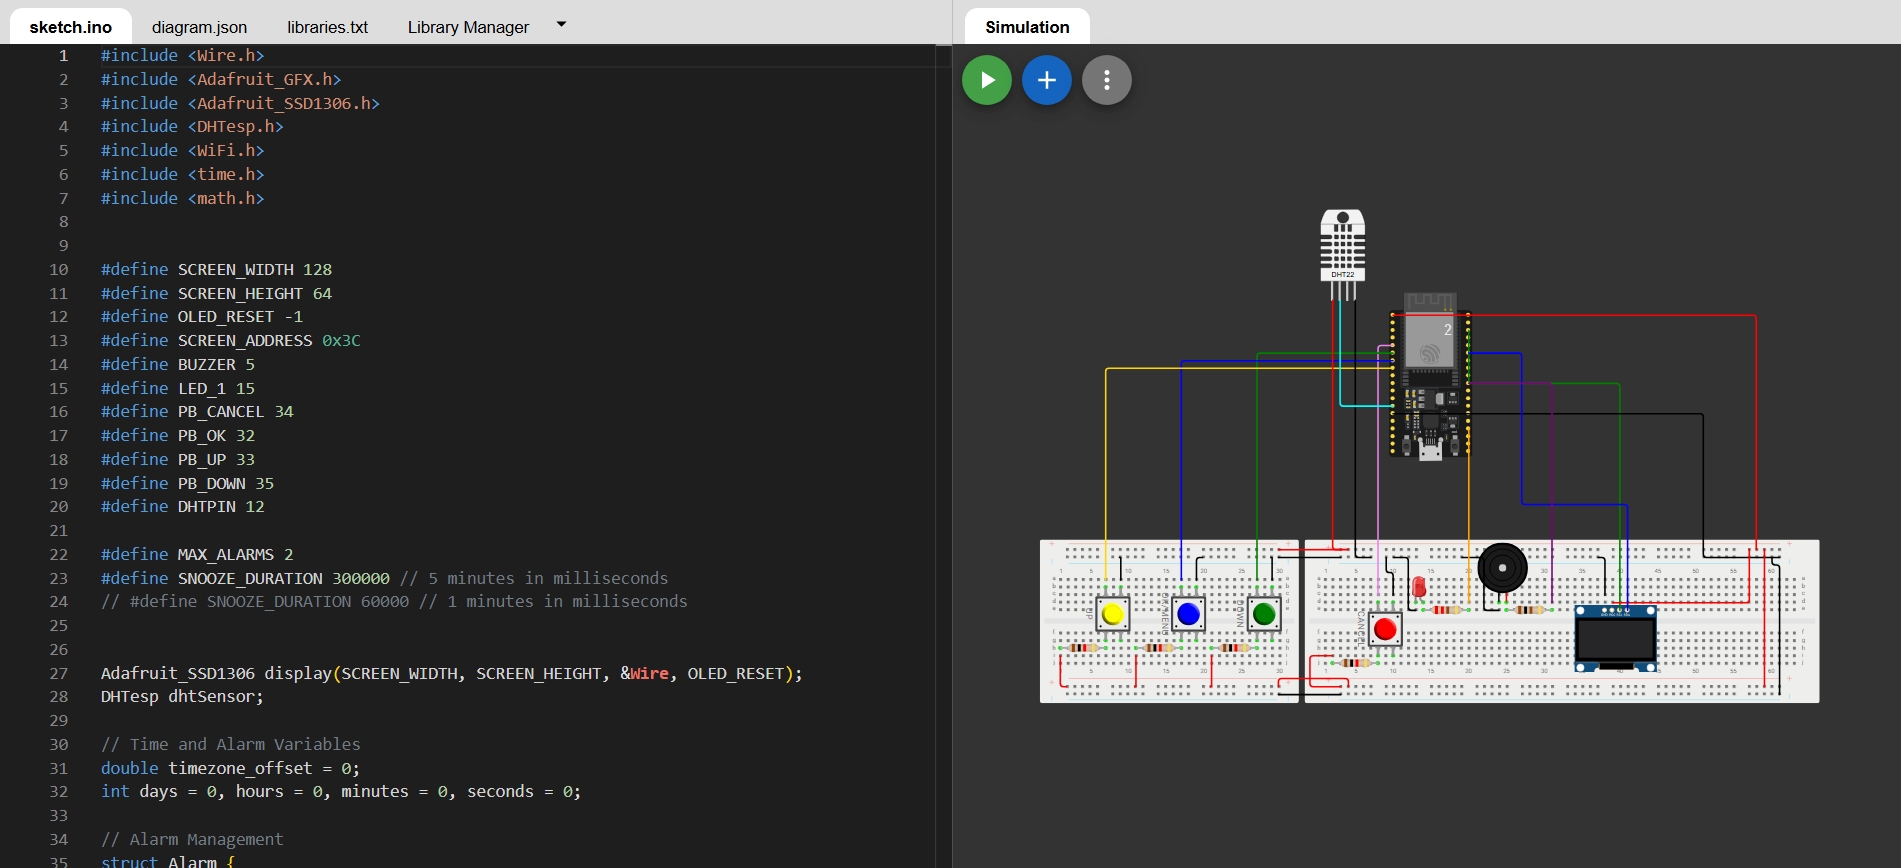 sketch.ino diagram.json libraries.txt Library Manager
1 #include <Wire.h>
2 #include <Adafruit_GFX.h>
3 #include <Adafruit_SSD1306.h>
4 #include <DHTesp.h>
5 #include <WiFi.h>
6 #include <time.h>
7 #include <math.h>
8
9
10 #define SCREEN_WIDTH 128
11 #define SCREEN_HEIGHT 64
12 #define OLED_RESET -1
13 #define SCREEN_ADDRESS 0x3C
14 #define BUZZER 5
15 #define LED_1 15
16 #define PB_CANCEL 34
17 #define PB_OK 32
18 #define PB_UP 33
19 #define PB_DOWN 35
20 #define DHTPIN 12
21
22 #define MAX_ALARMS 2
23 #define SNOOZE_DURATION 300000 // 5 minutes in milliseconds
24 // #define SNOOZE_DURATION 60000 // 1 minutes in milliseconds
25
26
27 Adafruit_SSD1306 display(SCREEN_WIDTH, SCREEN_HEIGHT, &Wire, OLED_RESET);
28 DHTesp dhtSensor;
29
30 // Time and Alarm Variables
31 double timezone_offset = 0;
32 int days = 0, hours = 0, minutes = 0, seconds = 0;
33
34 // Alarm Management
35 struct Alarm {
Simulation
DHT22
2
UP
DOWN
CANCEL